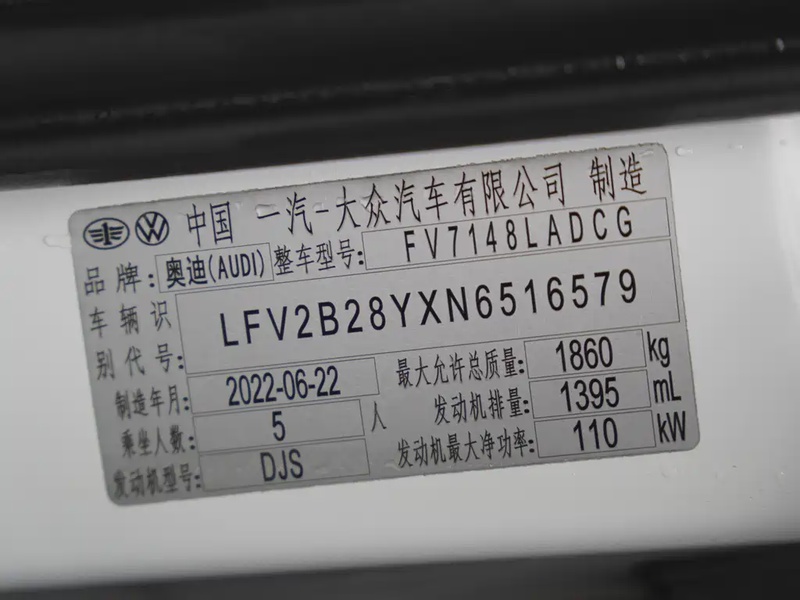 中国 一汽-大众汽车有限公司 制造
品牌: 奥迪(AUDI) 整车型号: FV7148LADCG
车辆识别代号: LFV2B28YXN6516579
制造年月: 2022-06-22 最大允许总质量: 1860 kg
乘坐人数: 5 人 发动机排量: 1395 mL
发动机型号: DJS 发动机最大净功率: 110 kW